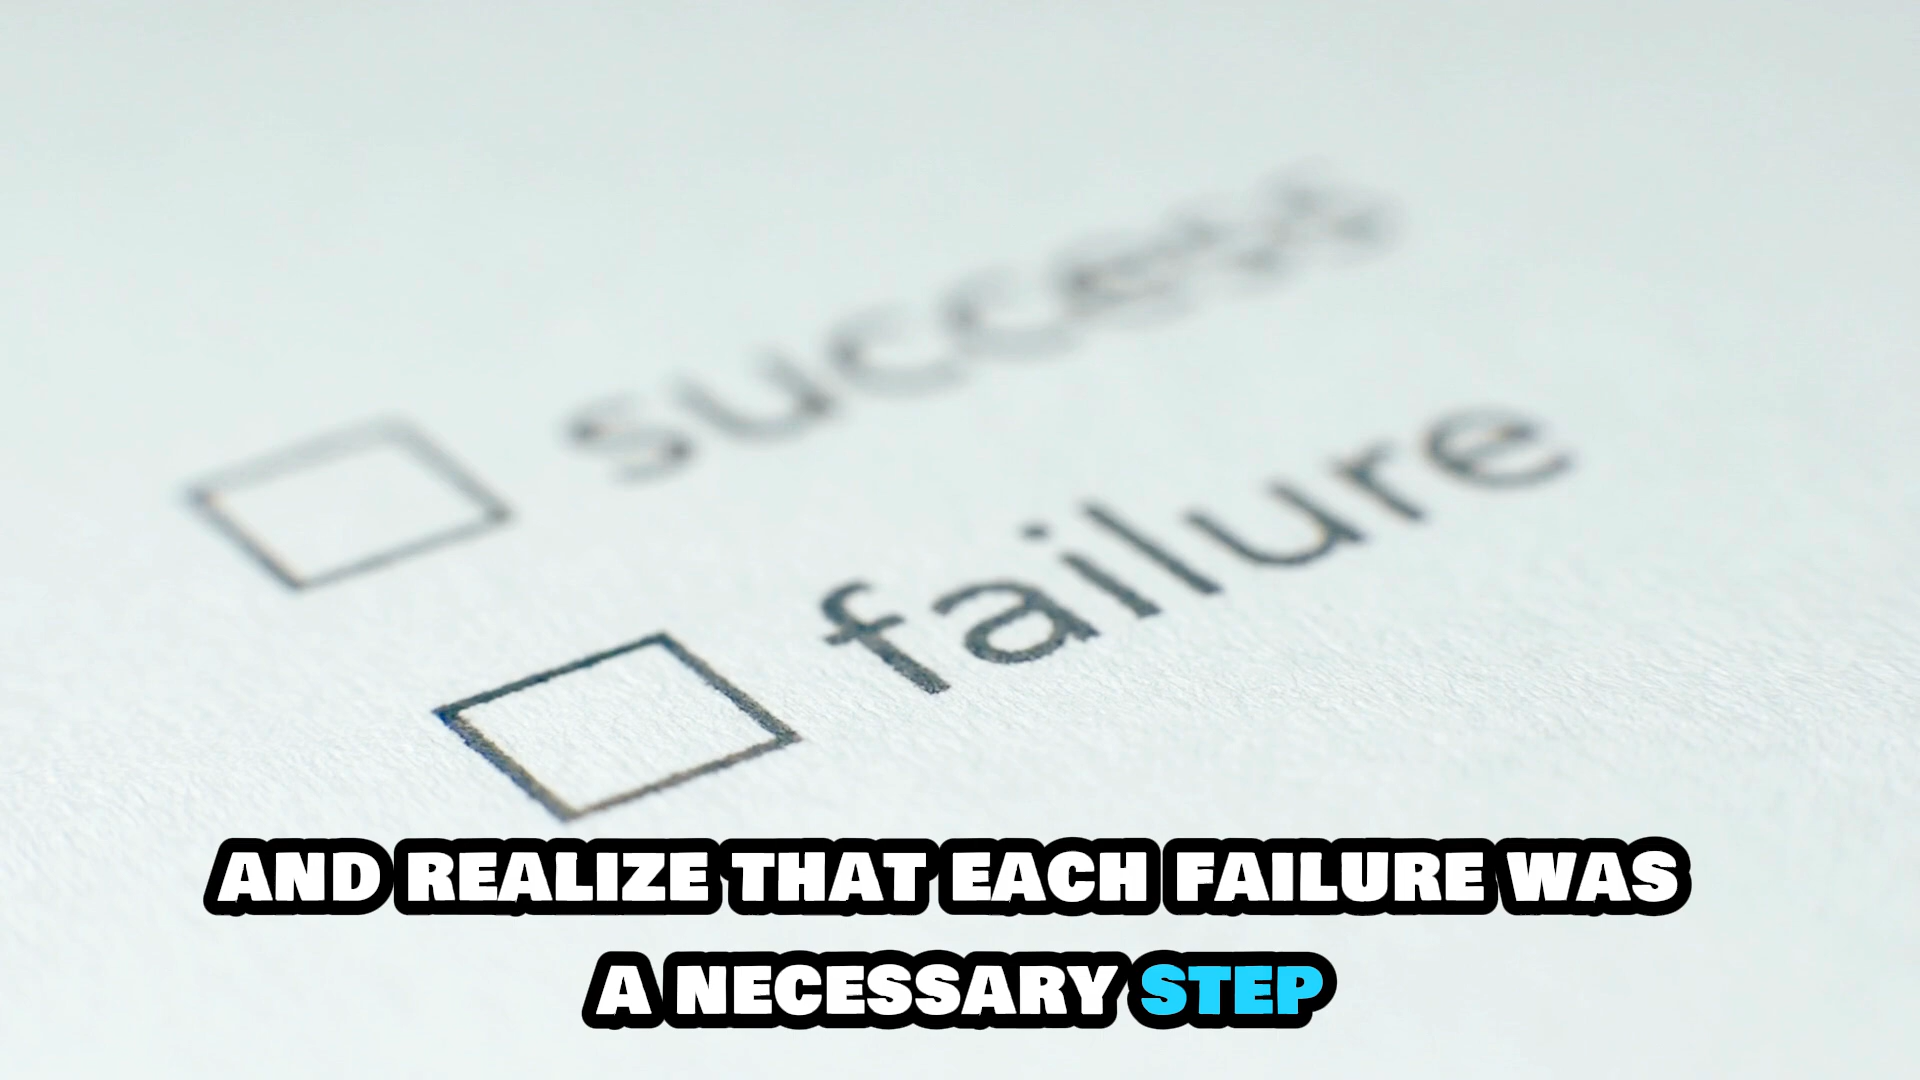 success
failure
AND REALIZE THAT EACH FAILURE WAS
A NECESSARY STEP